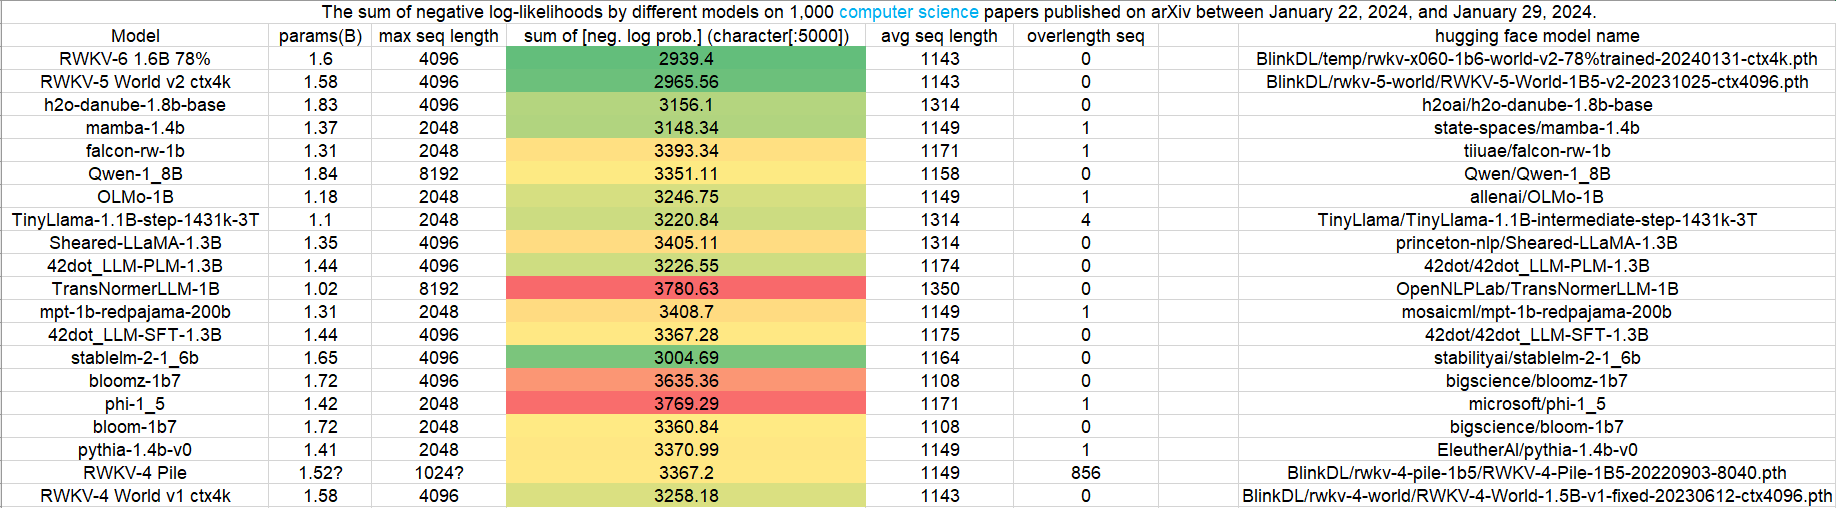 The sum of negative log-likelihoods by different models on 1,000 computer science papers published on arXiv between January 22, 2024, and January 29, 2024.
Model params(B) max seq length sum of [neg. log prob.] (character[:5000]) avg seq length overlength seq hugging face model name
RWKV-6 1.6B 78% 1.6 4096 2939.4 1143 0 BlinkDL/temp/rwkv-x060-1b6-world-v2-78%trained-20240131-ctx4k.pth
RWKV-5 World v2 ctx4k 1.58 4096 2965.56 1143 0 BlinkDL/rwkv-5-world/RWKV-5-World-1B5-v2-20231025-ctx4096.pth
h2o-danube-1.8b-base 1.83 4096 3156.1 1314 0 h2oai/h2o-danube-1.8b-base
mamba-1.4b 1.37 2048 3148.34 1149 1 state-spaces/mamba-1.4b
falcon-rw-1b 1.31 2048 3393.34 1171 1 tiiuae/falcon-rw-1b
Qwen-1_8B 1.84 8192 3351.11 1158 0 Qwen/Qwen-1_8B
OLMo-1B 1.18 2048 3246.75 1149 1 allenai/OLMo-1B
TinyLlama-1.1B-step-1431k-3T 1.1 2048 3220.84 1314 4 TinyLlama/TinyLlama-1.1B-intermediate-step-1431k-3T
Sheared-LLaMA-1.3B 1.35 4096 3405.11 1314 0 princeton-nlp/Sheared-LLaMA-1.3B
42dot_LLM-PLM-1.3B 1.44 4096 3226.55 1174 0 42dot/42dot_LLM-PLM-1.3B
TransNormerLLM-1B 1.02 8192 3780.63 1350 0 OpenNLPLab/TransNormerLLM-1B
mpt-1b-redpajama-200b 1.31 2048 3408.7 1149 1 mosaicml/mpt-1b-redpajama-200b
42dot_LLM-SFT-1.3B 1.44 4096 3367.28 1175 0 42dot/42dot_LLM-SFT-1.3B
stablelm-2-1_6b 1.65 4096 3004.69 1164 0 stabilityai/stablelm-2-1_6b
bloomz-1b7 1.72 4096 3635.36 1108 0 bigscience/bloomz-1b7
phi-1_5 1.42 2048 3769.29 1171 1 microsoft/phi-1_5
bloom-1b7 1.72 2048 3360.84 1108 0 bigscience/bloom-1b7
pythia-1.4b-v0 1.41 2048 3370.99 1149 1 EleutherAI/pythia-1.4b-v0
RWKV-4 Pile 1.52? 1024? 3367.2 1149 856 BlinkDL/rwkv-4-pile-1b5/RWKV-4-Pile-1B5-20220903-8040.pth
RWKV-4 World v1 ctx4k 1.58 4096 3258.18 1143 0 BlinkDL/rwkv-4-world/RWKV-4-World-1.5B-v1-fixed-20230612-ctx4096.pth